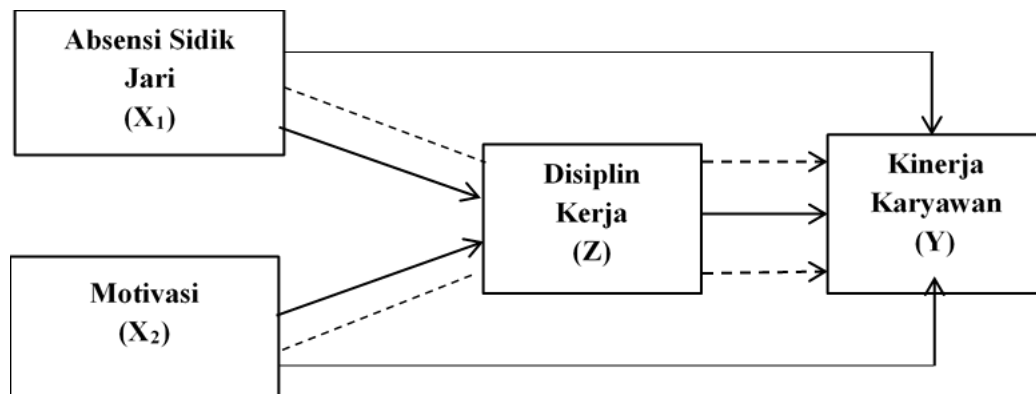 Absensi Sidik
Jari
(X₁)
Disiplin
Kerja
(Z)
Kinerja
Karyawan
(Y)
Motivasi
(X₂)